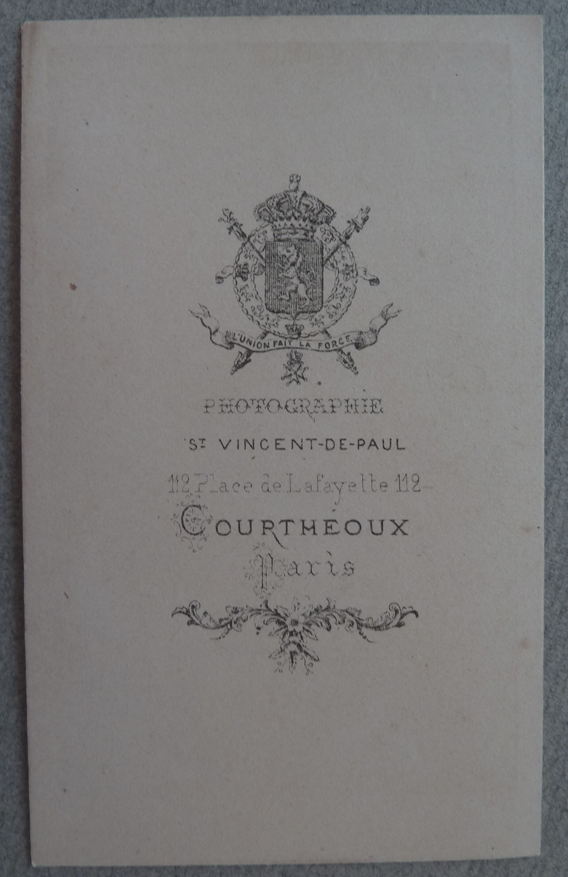 L'UNION FAIT LA FORCE
PHOTOGRAPHIE
ST VINCENT-DE-PAUL
112 Place de Lafayette 112
COURTHEOUX
Paris